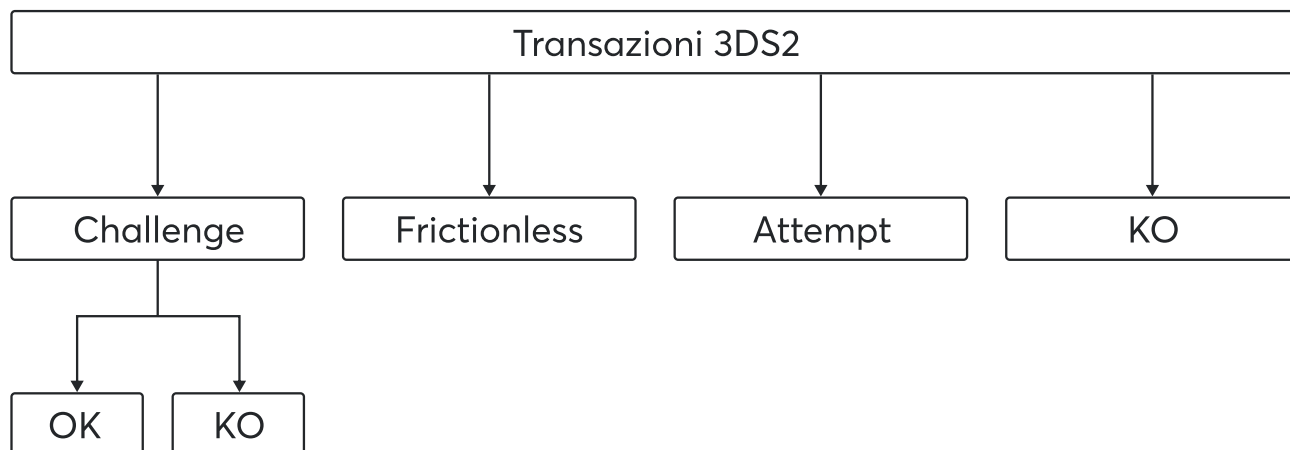 Transazioni 3DS2
Challenge
Frictionless
Attempt
KO
OK
KO